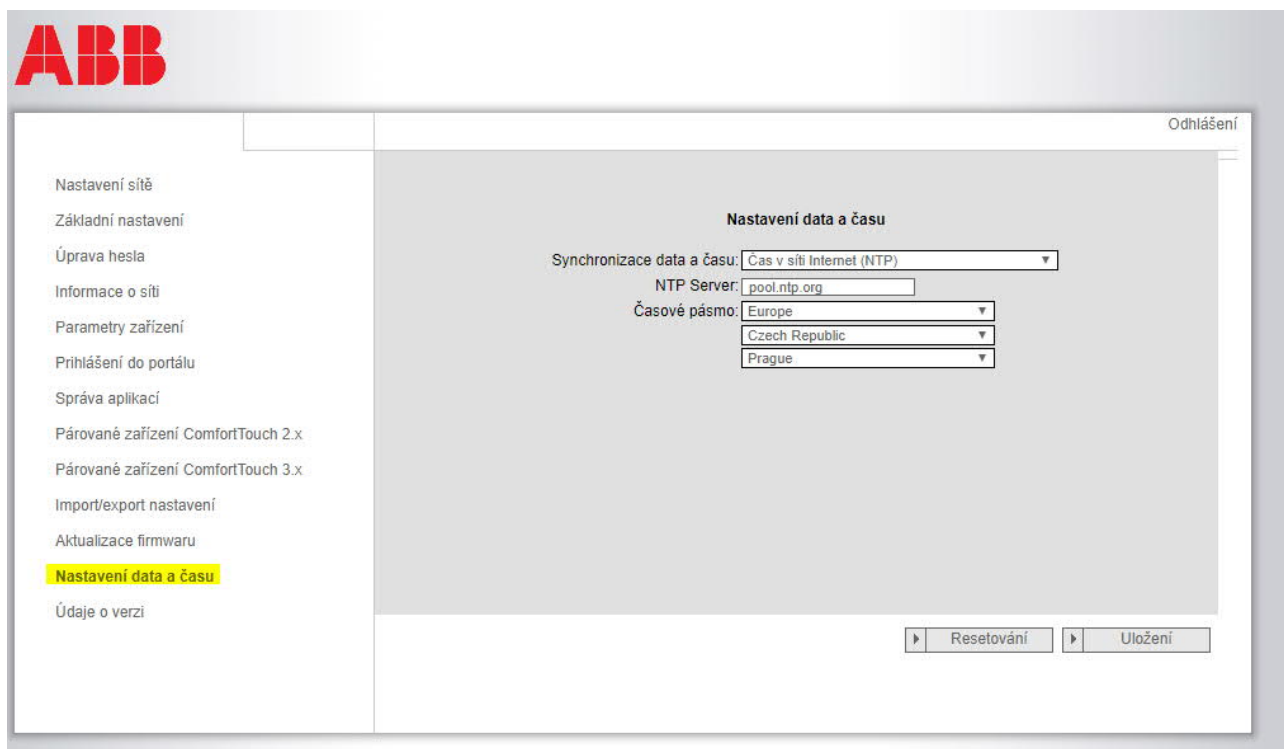 ABB
Odhlášení
Nastavení sítě
Základní nastavení
Úprava hesla
Informace o síti
Parametry zařízení
Prihlášení do portálu
Správa aplikací
Párované zařízení ComfortTouch 2.x
Párované zařízení ComfortTouch 3.x
Import/export nastavení
Aktualizace firmwaru
Nastavení data a času
Údaje o verzi
Nastavení data a času
Synchronizace data a času: Čas v síti Internet (NTP)
NTP Server: pool.ntp.org
Časové pásmo: Europe
Czech Republic
Prague
Resetování Uložení